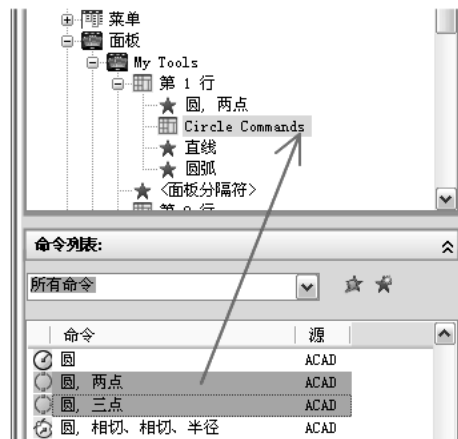 菜单
面板
My Tools
第 1 行
圆, 两点
Circle Commands
直线
圆弧
<面板分隔符>
命令列表:
所有命令
命令 源
圆 ACAD
圆, 两点 ACAD
圆, 三点 ACAD
圆, 相切、相切、半径 ACAD